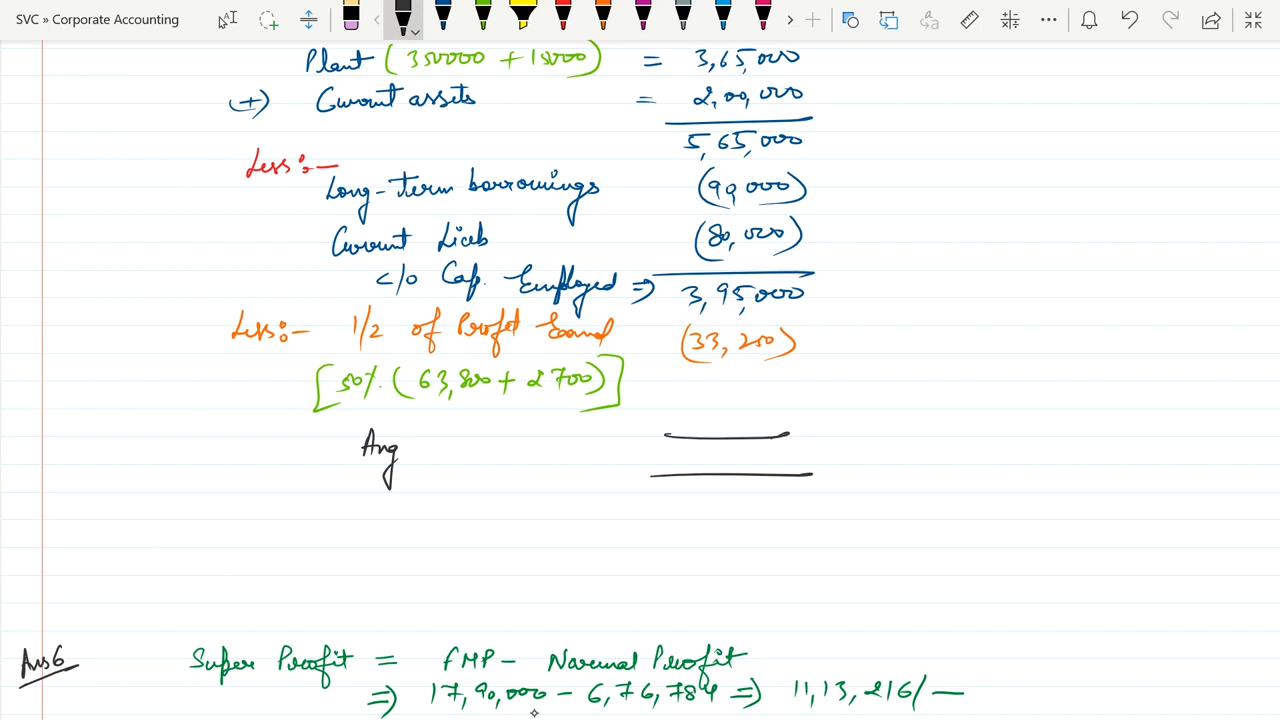 SVC » Corporate Accounting
Plant (350000 + 15000) = 3,65,000
(+) Current assets = 2,00,000
5,65,000
Less:-
Long-Term borrowings (90,000)
Current Liab (80,000)
c/o Cap. Employed ⇒ 3,95,000
Less:- 1/2 of Profit Earned (33,250)
[50% (63,800 + 2700)]
Avg
Ans 6
Super Profit = FMP - Normal Profit
⇒ 17,90,000 - 6,76,784 ⇒ 11,13,216/-